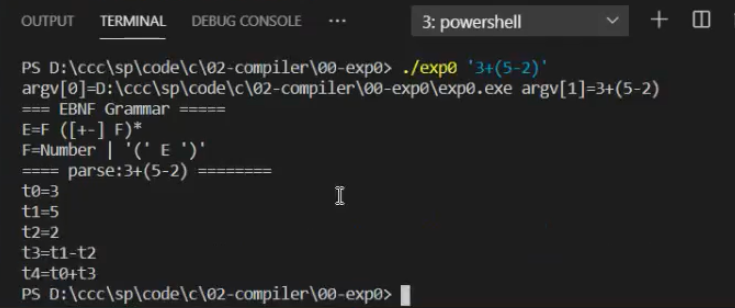 OUTPUT TERMINAL DEBUG CONSOLE ··· 3: powershell
PS D:\ccc\sp\code\c\02-compiler\00-exp0> ./exp0 '3+(5-2)'
argv[0]=D:\ccc\sp\code\c\02-compiler\00-exp0\exp0.exe argv[1]=3+(5-2)
=== EBNF Grammar =====
E=F ([+-] F)*
F=Number | '(' E ')'
==== parse:3+(5-2) ========
t0=3
t1=5
t2=2
t3=t1-t2
t4=t0+t3
PS D:\ccc\sp\code\c\02-compiler\00-exp0>